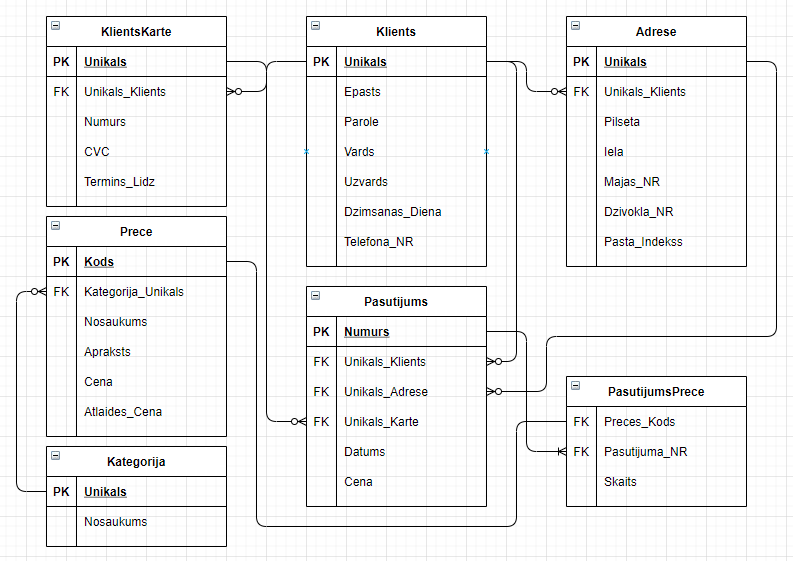 KlientsKarte
PK Unikals
FK Unikals_Klients
Numurs
CVC
Termins_Lidz
Klients
PK Unikals
Epasts
Parole
Vards
Uzvards
Dzimsanas_Diena
Telefona_NR
Adrese
PK Unikals
FK Unikals_Klients
Pilseta
Iela
Majas_NR
Dzivokla_NR
Pasta_Indekss
Prece
PK Kods
FK Kategorija_Unikals
Nosaukums
Apraksts
Cena
Atlaides_Cena
Pasutijums
PK Numurs
FK Unikals_Klients
FK Unikals_Adrese
FK Unikals_Karte
Datums
Cena
PasutijumsPrece
FK Preces_Kods
FK Pasutijuma_NR
Skaits
Kategorija
PK Unikals
Nosaukums